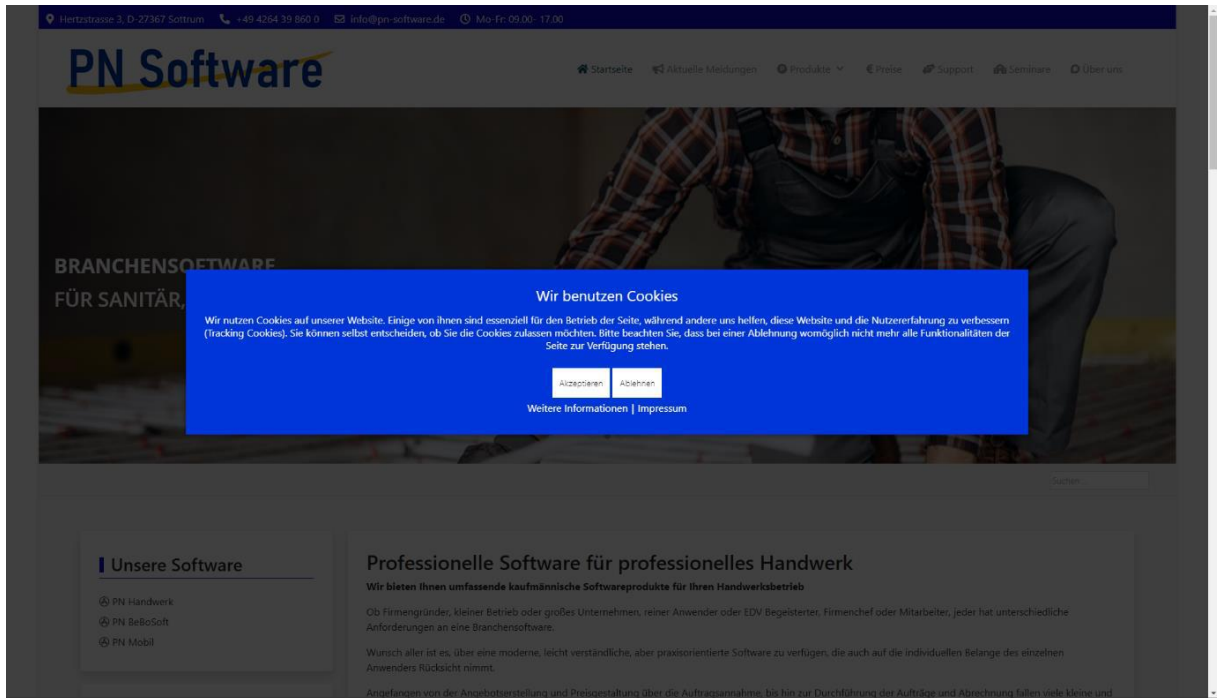 Hertzstrasse 3, D-27367 Sottrum +49 4264 39 860 0 info@pn-software.de Mo-Fr: 09.00- 17.00
PN Software
Startseite Aktuelle Meldungen Produkte € Preise Support Seminare Über uns
BRANCHENSOFTWARE
FÜR SANITÄR,
Wir benutzen Cookies
Wir nutzen Cookies auf unserer Website. Einige von ihnen sind essenziell für den Betrieb der Seite, während andere uns helfen, diese Website und die Nutzererfahrung zu verbessern
(Tracking Cookies). Sie können selbst entscheiden, ob Sie die Cookies zulassen möchten. Bitte beachten Sie, dass bei einer Ablehnung womöglich nicht mehr alle Funktionalitäten der
Seite zur Verfügung stehen.
Akzeptieren Ablehnen
Weitere Informationen | Impressum
Suchen
Unsere Software
PN Handwerk
PN BeBoSoft
PN Mobil
Professionelle Software für professionelles Handwerk
Wir bieten Ihnen umfassende kaufmännische Softwareprodukte für Ihren Handwerksbetrieb
Ob Firmengründer, kleiner Betrieb oder großes Unternehmen, reiner Anwender oder EDV Begeisterter, Firmenchef oder Mitarbeiter, jeder hat unterschiedliche
Anforderungen an eine Branchensoftware.
Wunsch aller ist es, über eine moderne, leicht verständliche, aber praxisorientierte Software zu verfügen, die auch auf die individuellen Belange des einzelnen
Anwenders Rücksicht nimmt.
Angefangen von der Angebotserstellung und Preisgestaltung über die Auftragsannahme, bis hin zur Durchführung der Aufträge und Abrechnung fallen viele kleine und